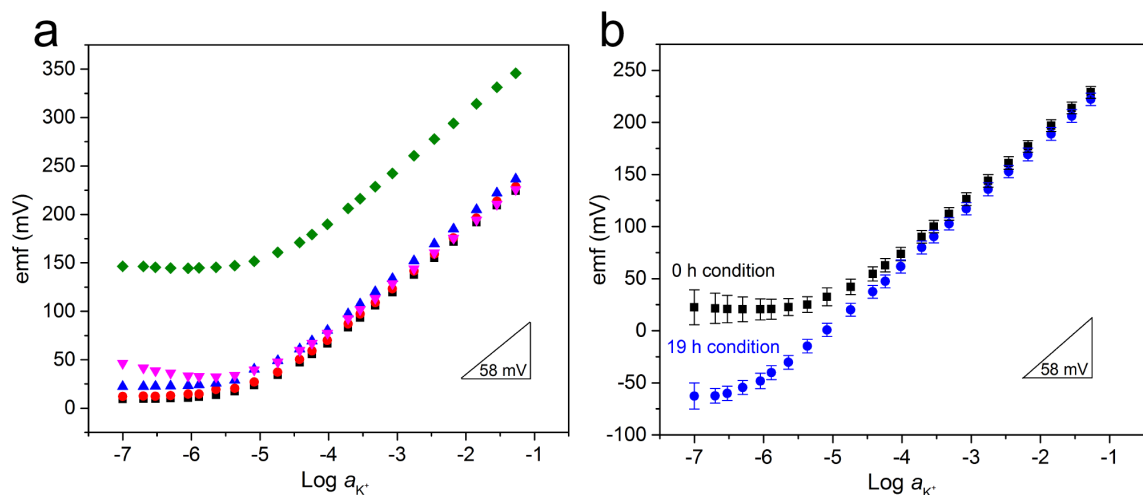 a
350
300
250
200
150
100
50
0
emf (mV)
58 mV
-7 -6 -5 -4 -3 -2 -1
Log a_K⁺
b
250
200
150
100
50
0
-50
-100
emf (mV)
0 h condition
19 h condition
58 mV
-7 -6 -5 -4 -3 -2 -1
Log a_K⁺